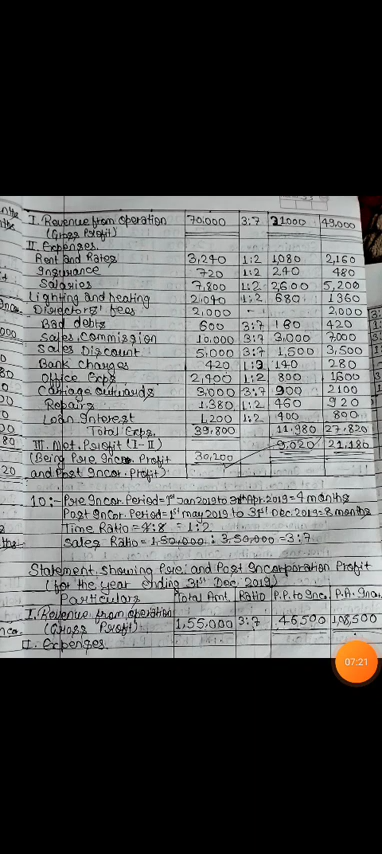 I. Revenue from operation 70,000 3:7 21000 49,000
(Gross Profit)
II. Expenses.
Rent and Rates 3,240 1:2 1,080 2,160
Insurance 720 1:2 240 480
Salaries 7,800 1:2 2,600 5,200
Lighting and heating 2,040 1:2 680 1360
Directors' fees 2,000 - - 2,000
Bad debts 600 3:7 180 420
Sales Commission 10,000 3:7 3,000 7,000
Sales Discount 5,000 3:7 1,500 3,500
Bank charges 420 1:2 140 280
Office Exps 2,400 1:2 800 1600
Carriage outwards 3,000 3:7 900 2100
Repairs 1,380 1:2 460 920
Loan Interest 1,200 1:2 400 800
Total Exps. 39,800 11,980 27,820
III. Net. Profit (I-II) 9,020 21,180
(Being Pre Incor. Profit 30,200
and Post Incor. Profit)
10:- Pre Incor. Period = 1st Jan 2019 to Apr. 2019 = 4 months
Post Incor. Period = 1st may 2019 to 31st Dec. 2019 = 8 months
Time Ratio = 4:8 = 1:2
Sales Ratio = 1,50,000 : 3,50,000 = 3:7
Statement Showing Pre. and Post Incorporation Profit
(for the year ending 31st Dec. 2019)
Particulars Total Amt. Ratio P.P. to Inc. P.A. Inc.
I. Revenue from operation
(Gross Profit) 1,55,000 3:7 46,500 1,08,500
II. Expenses
07:21